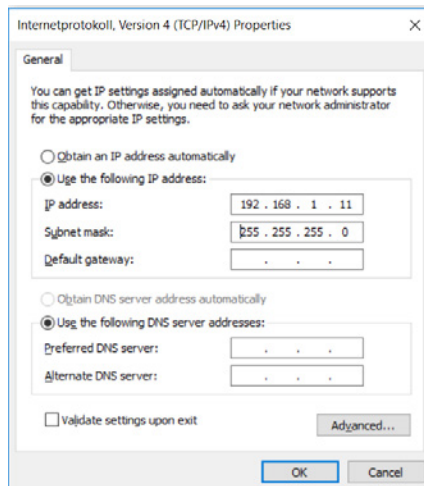 Internetprotokoll, Version 4 (TCP/IPv4) Properties
General
You can get IP settings assigned automatically if your network supports
this capability. Otherwise, you need to ask your network administrator
for the appropriate IP settings.
Obtain an IP address automatically
Use the following IP address:
IP address: 192 . 168 . 1 . 11
Subnet mask: 255 . 255 . 255 . 0
Default gateway: . . .
Obtain DNS server address automatically
Use the following DNS server addresses:
Preferred DNS server: . . .
Alternate DNS server: . . .
Validate settings upon exit
Advanced...
OK Cancel